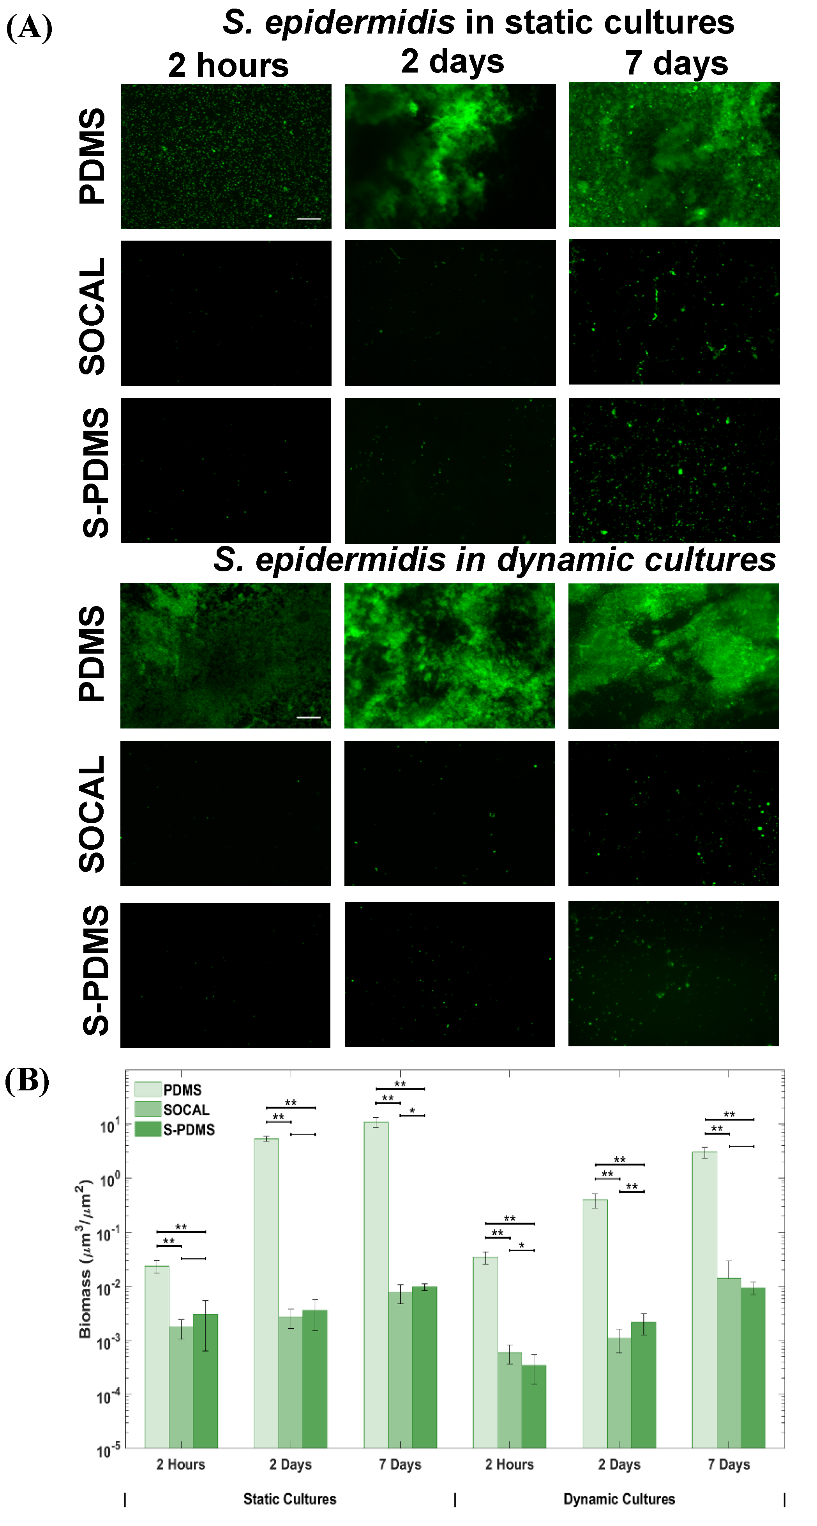 (A)
S. epidermidis in static cultures
2 hours 2 days 7 days
PDMS
SOCAL
S-PDMS
S. epidermidis in dynamic cultures
PDMS
SOCAL
S-PDMS
(B)
PDMS
SOCAL
S-PDMS
Biomass (μm³/μm²)
10¹
10⁰
10⁻¹
10⁻²
10⁻³
10⁻⁴
10⁻⁵
**
**
**
**
**
**
*
**
**
*
**
**
**
**
**
2 Hours 2 Days 7 Days 2 Hours 2 Days 7 Days
Static Cultures Dynamic Cultures